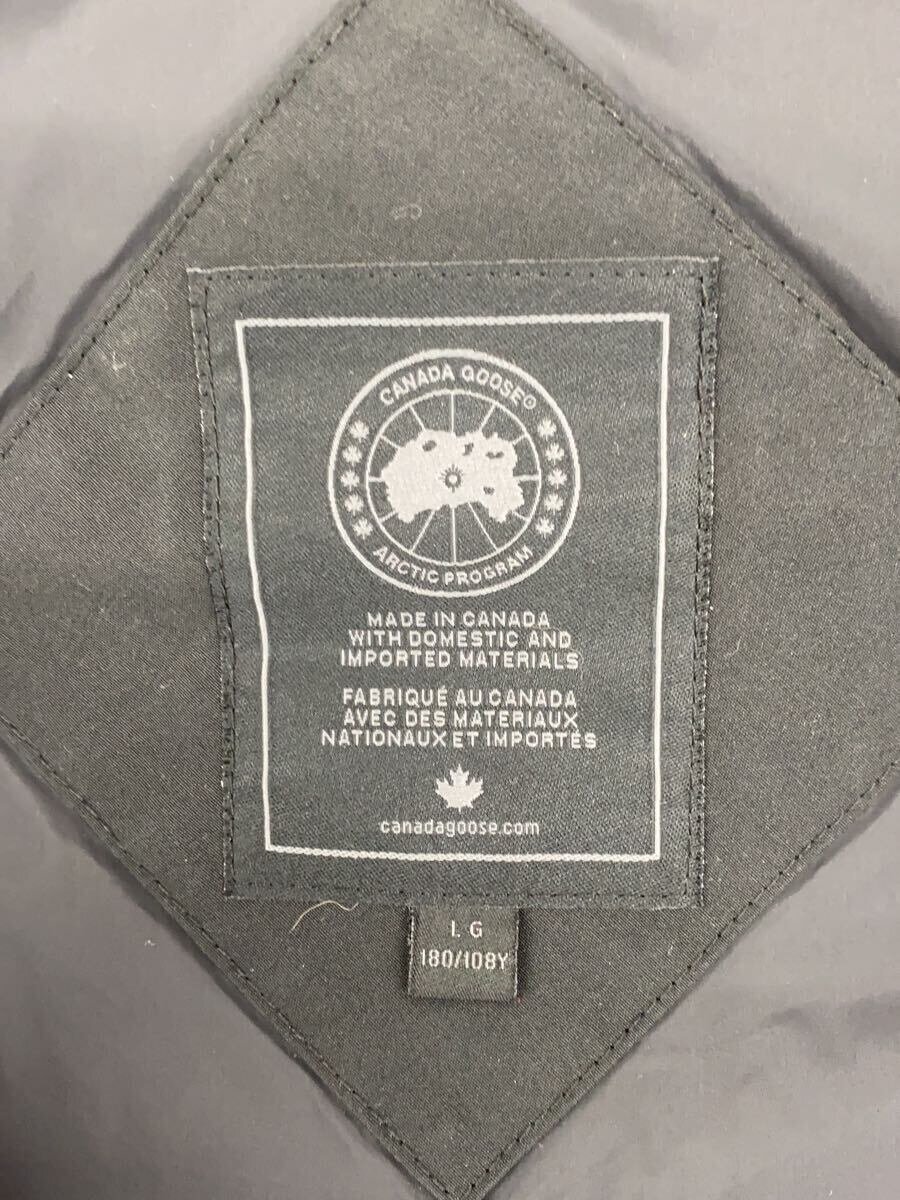 CANADA GOOSE®
ARCTIC PROGRAM
MADE IN CANADA
WITH DOMESTIC AND
IMPORTED MATERIALS
FABRIQUÉ AU CANADA
AVEC DES MATERIAUX
NATIONAUX ET IMPORTÉS
canadagoose.com
LG
180/108Y